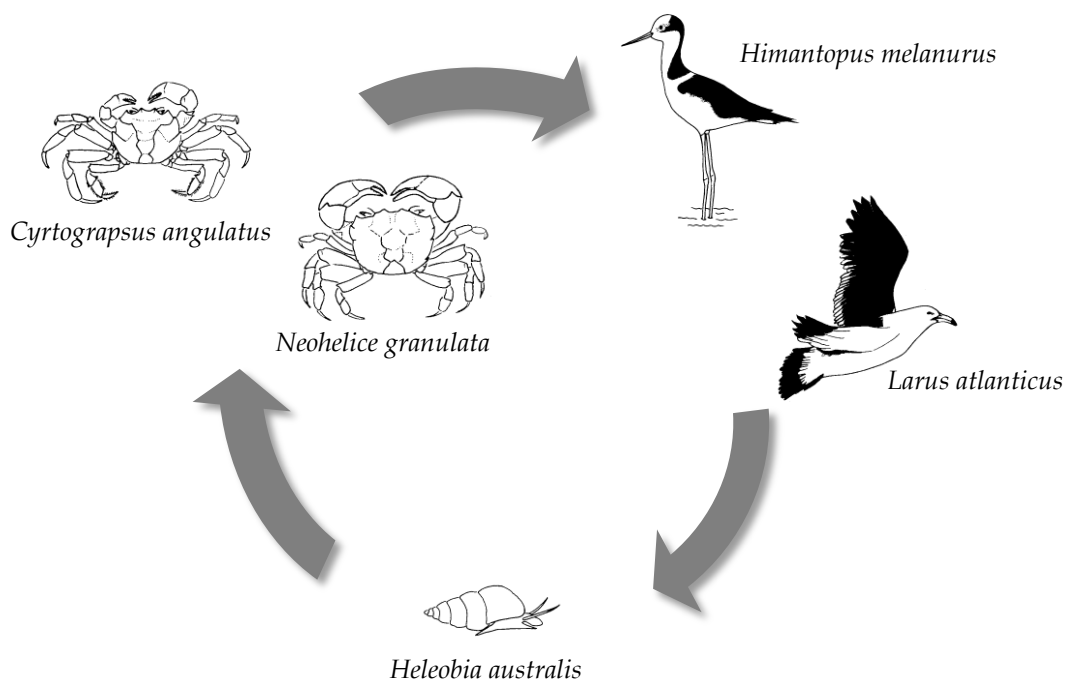 Himantopus melanurus
Cyrtograpsus angulatus
Neohelice granulata
Larus atlanticus
Heleobia australis